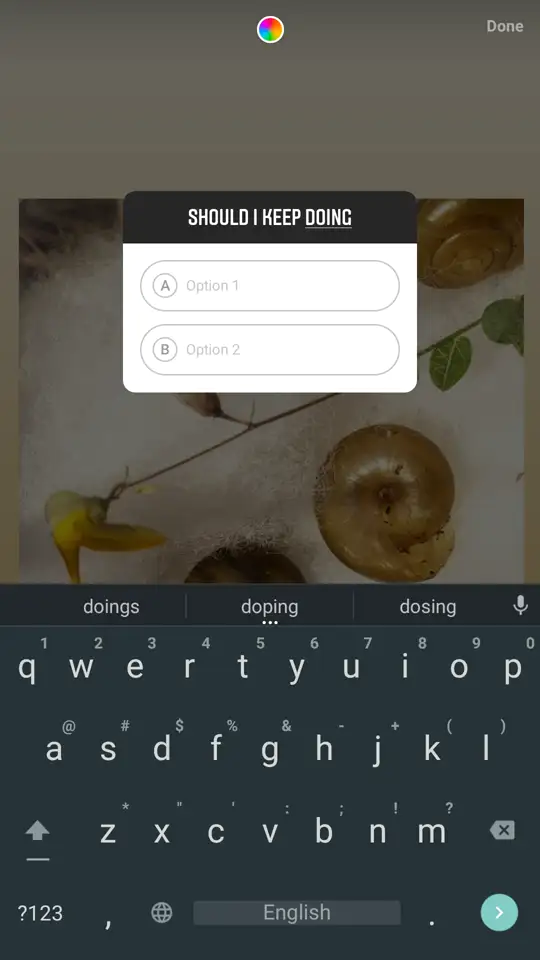 Done
SHOULD I KEEP DOING
A Option 1
B Option 2
doings doping dosing
1 2 3 4 5 6 7 8 9 0
q w e r t y u i o p
@ # $ % & - + ( )
a s d f g h j k l
* " ' : ; ! ?
z x c v b n m
?123 , English .